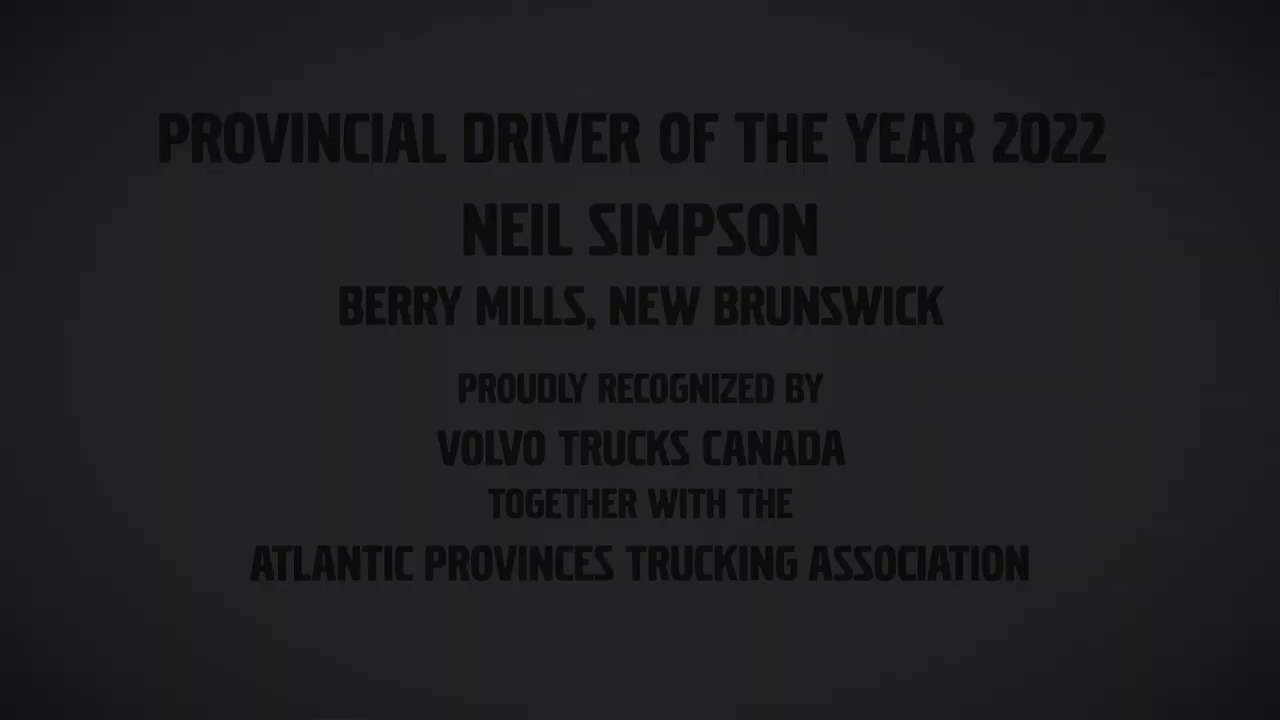 PROVINCIAL DRIVER OF THE YEAR 2022
NEIL SIMPSON
BERRY MILLS, NEW BRUNSWICK
PROUDLY RECOGNIZED BY
VOLVO TRUCKS CANADA
TOGETHER WITH THE
ATLANTIC PROVINCES TRUCKING ASSOCIATION